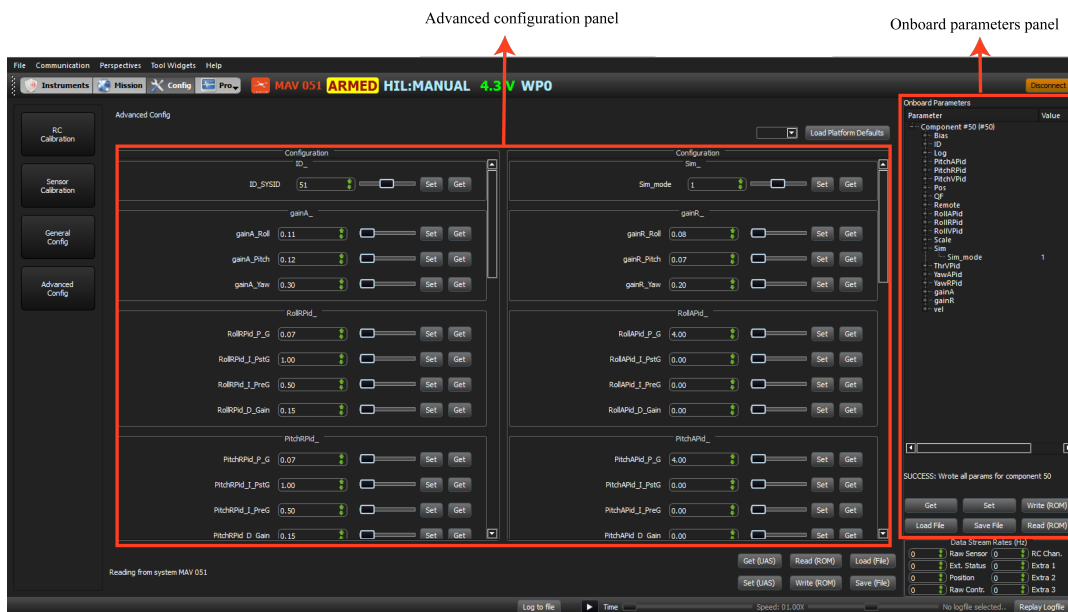 Advanced configuration panel
Onboard parameters panel
File Communication Perspectives Tool Widgets Help
Instruments Mission Config Pro... MAV 051 ARMED HIL:MANUAL 4.3 V WP0 Disconnect
Advanced Config
Load Platform Defaults
RC
Calibration
Sensor
Calibration
General
Config
Advanced
Config
Configuration
ID_
ID_SYSID 51 Set Get
gainA_
gainA_Roll 0.11 Set Get
gainA_Pitch 0.12 Set Get
gainA_Yaw 0.30 Set Get
RollRPid_
RollRPid_P_G 0.07 Set Get
RollRPid_I_PstG 1.00 Set Get
RollRPid_I_PreG 0.50 Set Get
RollRPid_D_Gain 0.15 Set Get
PitchRPid_
PitchRPid_P_G 0.07 Set Get
PitchRPid_I_PstG 1.00 Set Get
PitchRPid_I_PreG 0.50 Set Get
PitchRPid D Gain 0.15 Set Get
Configuration
Sim_
Sim_mode 1 Set Get
gainR_
gainR_Roll 0.08 Set Get
gainR_Pitch 0.07 Set Get
gainR_Yaw 0.20 Set Get
RollAPid_
RollAPid_P_G 4.00 Set Get
RollAPid_I_PstG 0.00 Set Get
RollAPid_I_PreG 0.00 Set Get
RollAPid_D_Gain 0.00 Set Get
PitchAPid_
PitchAPid_P_G 4.00 Set Get
PitchAPid_I_PstG 0.00 Set Get
PitchAPid_I_PreG 0.00 Set Get
PitchAPid D Gain 0.00 Set Get
Get (UAS) Read (ROM) Load (File)
Set (UAS) Write (ROM) Save (File)
Reading from system MAV 051
Onboard Parameters
Parameter Value
Component #50 (#50)
Bias
ID
Log
PitchAPid
PitchRPid
PitchVPid
Pos
QF
Remote
RollAPid
RollRPid
RollVPid
Scale
Sim
Sim_mode 1
ThrVPid
YawAPid
YawRPid
gainA
gainR
vel
SUCCESS: Wrote all params for component 50
Get Set Write (ROM)
Load File Save File Read (ROM)
Data Stream Rates (Hz)
0 Raw Sensor 0 RC Chan.
0 Ext. Status 0 Extra 1
0 Position 0 Extra 2
0 Raw Contr. 0 Extra 3
Log to file Time Speed: 01.00X No logfile selected.. Replay Logfile